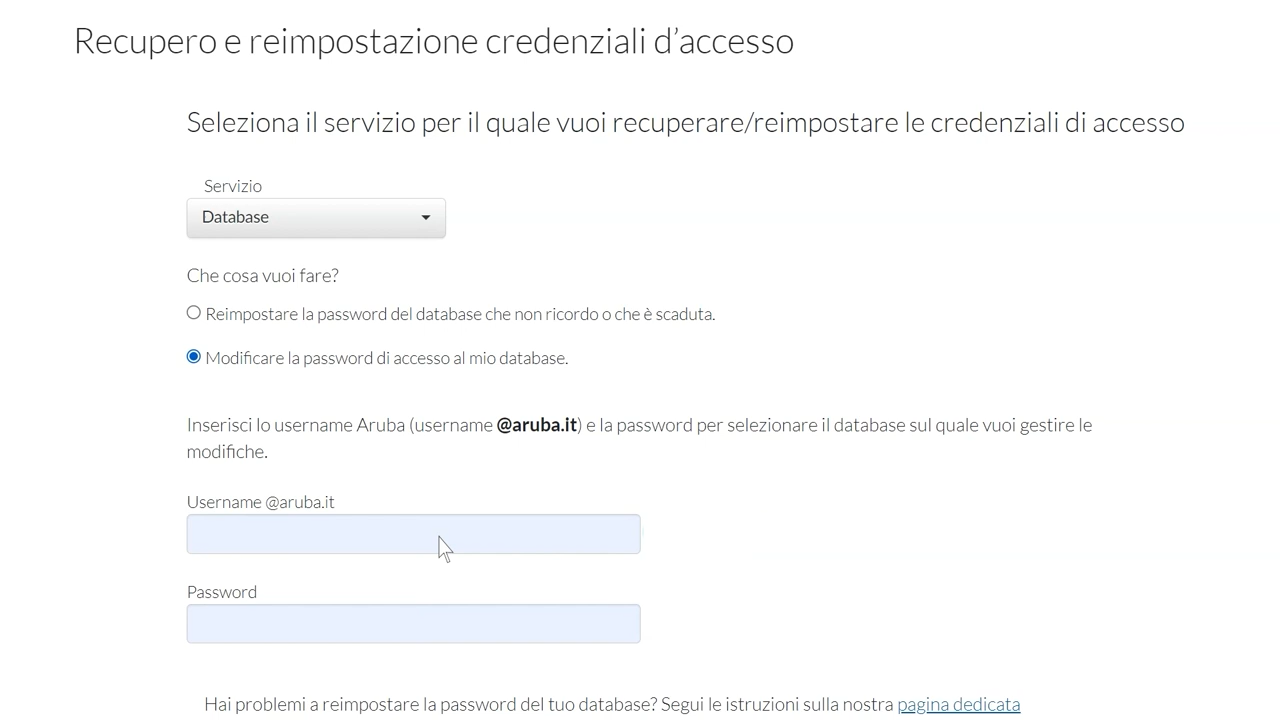 Recupero e reimpostazione credenziali d’accesso
Seleziona il servizio per il quale vuoi recuperare/reimpostare le credenziali di accesso
Servizio
Database
Che cosa vuoi fare?
Reimpostare la password del database che non ricordo o che è scaduta.
Modificare la password di accesso al mio database.
Inserisci lo username Aruba (username @aruba.it) e la password per selezionare il database sul quale vuoi gestire le
modifiche.
Username @aruba.it
Password
Hai problemi a reimpostare la password del tuo database? Segui le istruzioni sulla nostra pagina dedicata